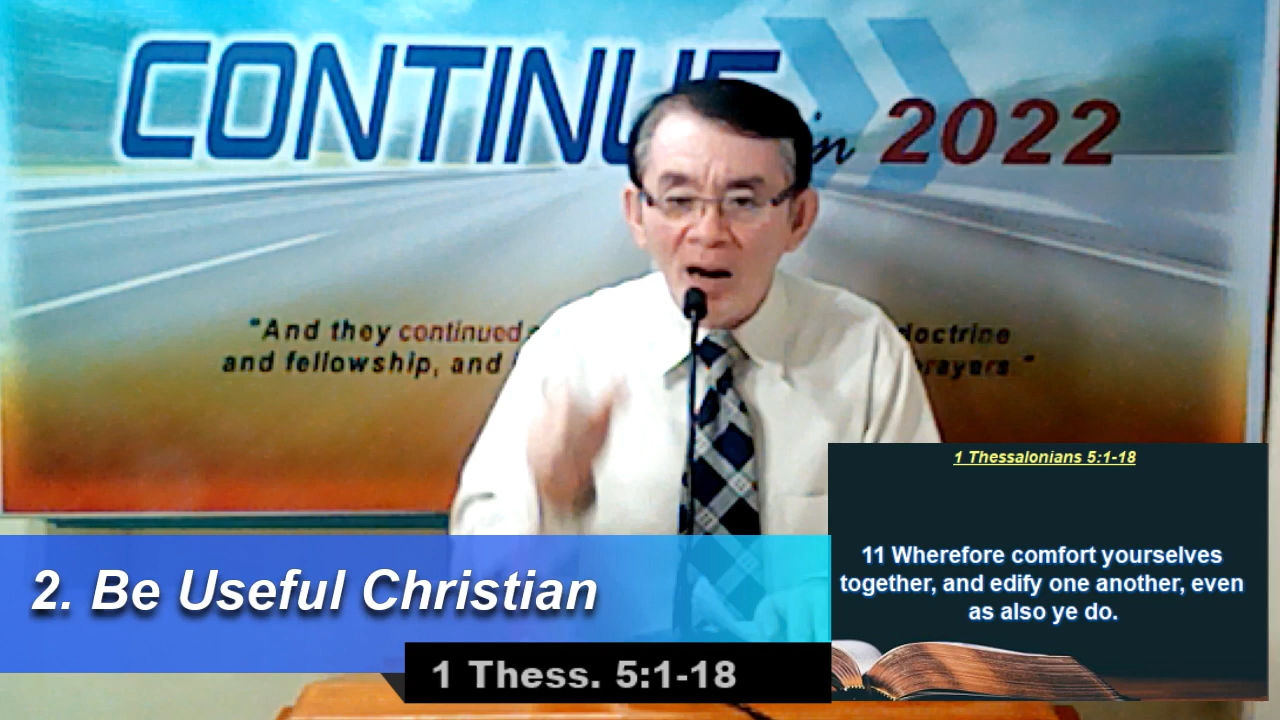 CONTINU
in 2022
"And they continued doctrine
and fellowship, and prayers."
1 Thessalonians 5:1-18
11 Wherefore comfort yourselves
together, and edify one another, even
as also ye do.
2. Be Useful Christian
1 Thess. 5:1-18